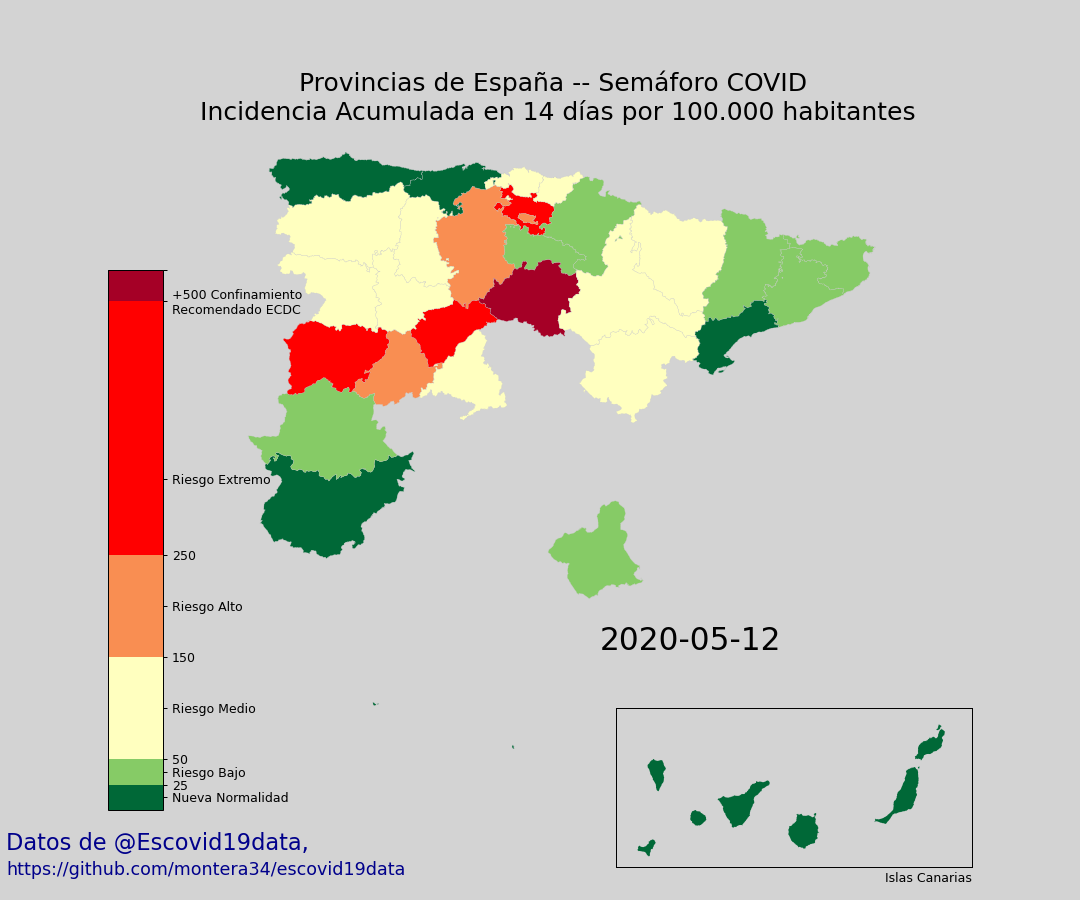 Provincias de España -- Semáforo COVID
Incidencia Acumulada en 14 días por 100.000 habitantes
+500 Confinamiento
Recomendado ECDC
Riesgo Extremo
250
Riesgo Alto
150
Riesgo Medio
50
Riesgo Bajo
25
Nueva Normalidad
2020-05-12
Islas Canarias
Datos de @Escovid19data,
https://github.com/montera34/escovid19data